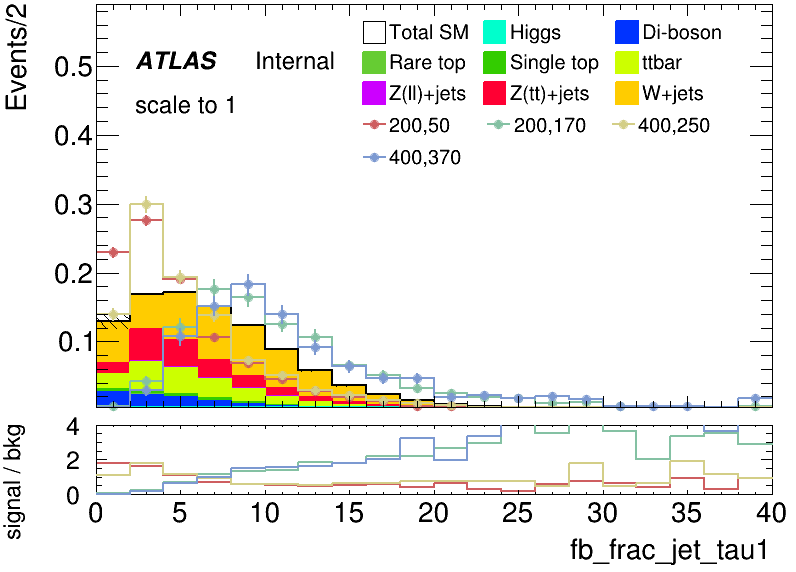 Events/2
ATLAS Internal
scale to 1
Total SM Higgs Di-boson
Rare top Single top ttbar
Z(ll)+jets Z(tt)+jets W+jets
200,50 200,170 400,250
400,370
0.5
0.4
0.3
0.2
0.1
signal / bkg
4
2
0
0 5 10 15 20 25 30 35 40
fb_frac_jet_tau1